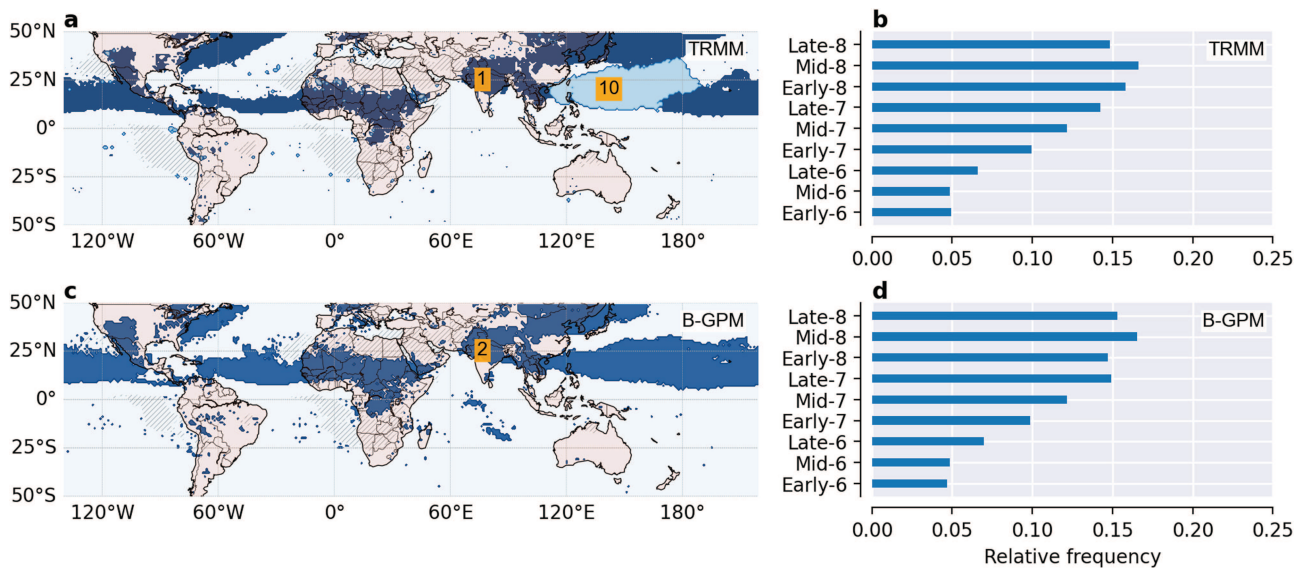 a
50°N
25°N
0°
25°S
50°S
TRMM
1
10
120°W 60°W 0° 60°E 120°E 180°
b
TRMM
Late-8
Mid-8
Early-8
Late-7
Mid-7
Early-7
Late-6
Mid-6
Early-6
0.00 0.05 0.10 0.15 0.20 0.25
c
50°N
25°N
0°
25°S
50°S
B-GPM
2
120°W 60°W 0° 60°E 120°E 180°
d
B-GPM
Late-8
Mid-8
Early-8
Late-7
Mid-7
Early-7
Late-6
Mid-6
Early-6
0.00 0.05 0.10 0.15 0.20 0.25
Relative frequency